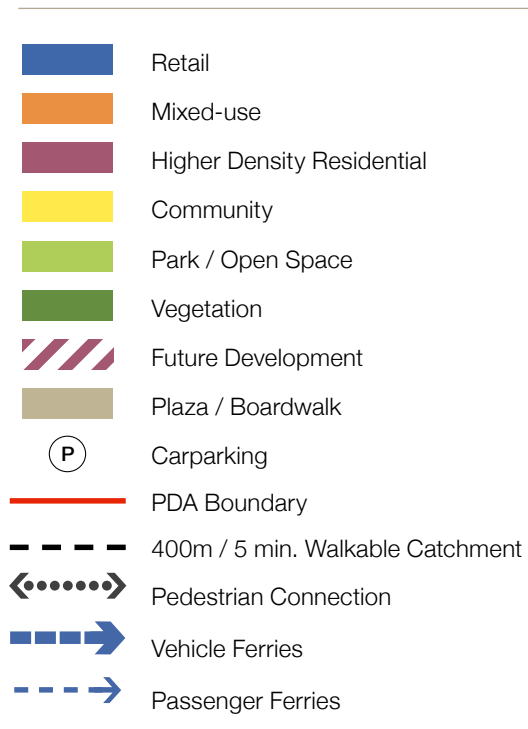 Retail
Mixed-use
Higher Density Residential
Community
Park / Open Space
Vegetation
Future Development
Plaza / Boardwalk
P Carparking
PDA Boundary
400m / 5 min. Walkable Catchment
Pedestrian Connection
Vehicle Ferries
Passenger Ferries